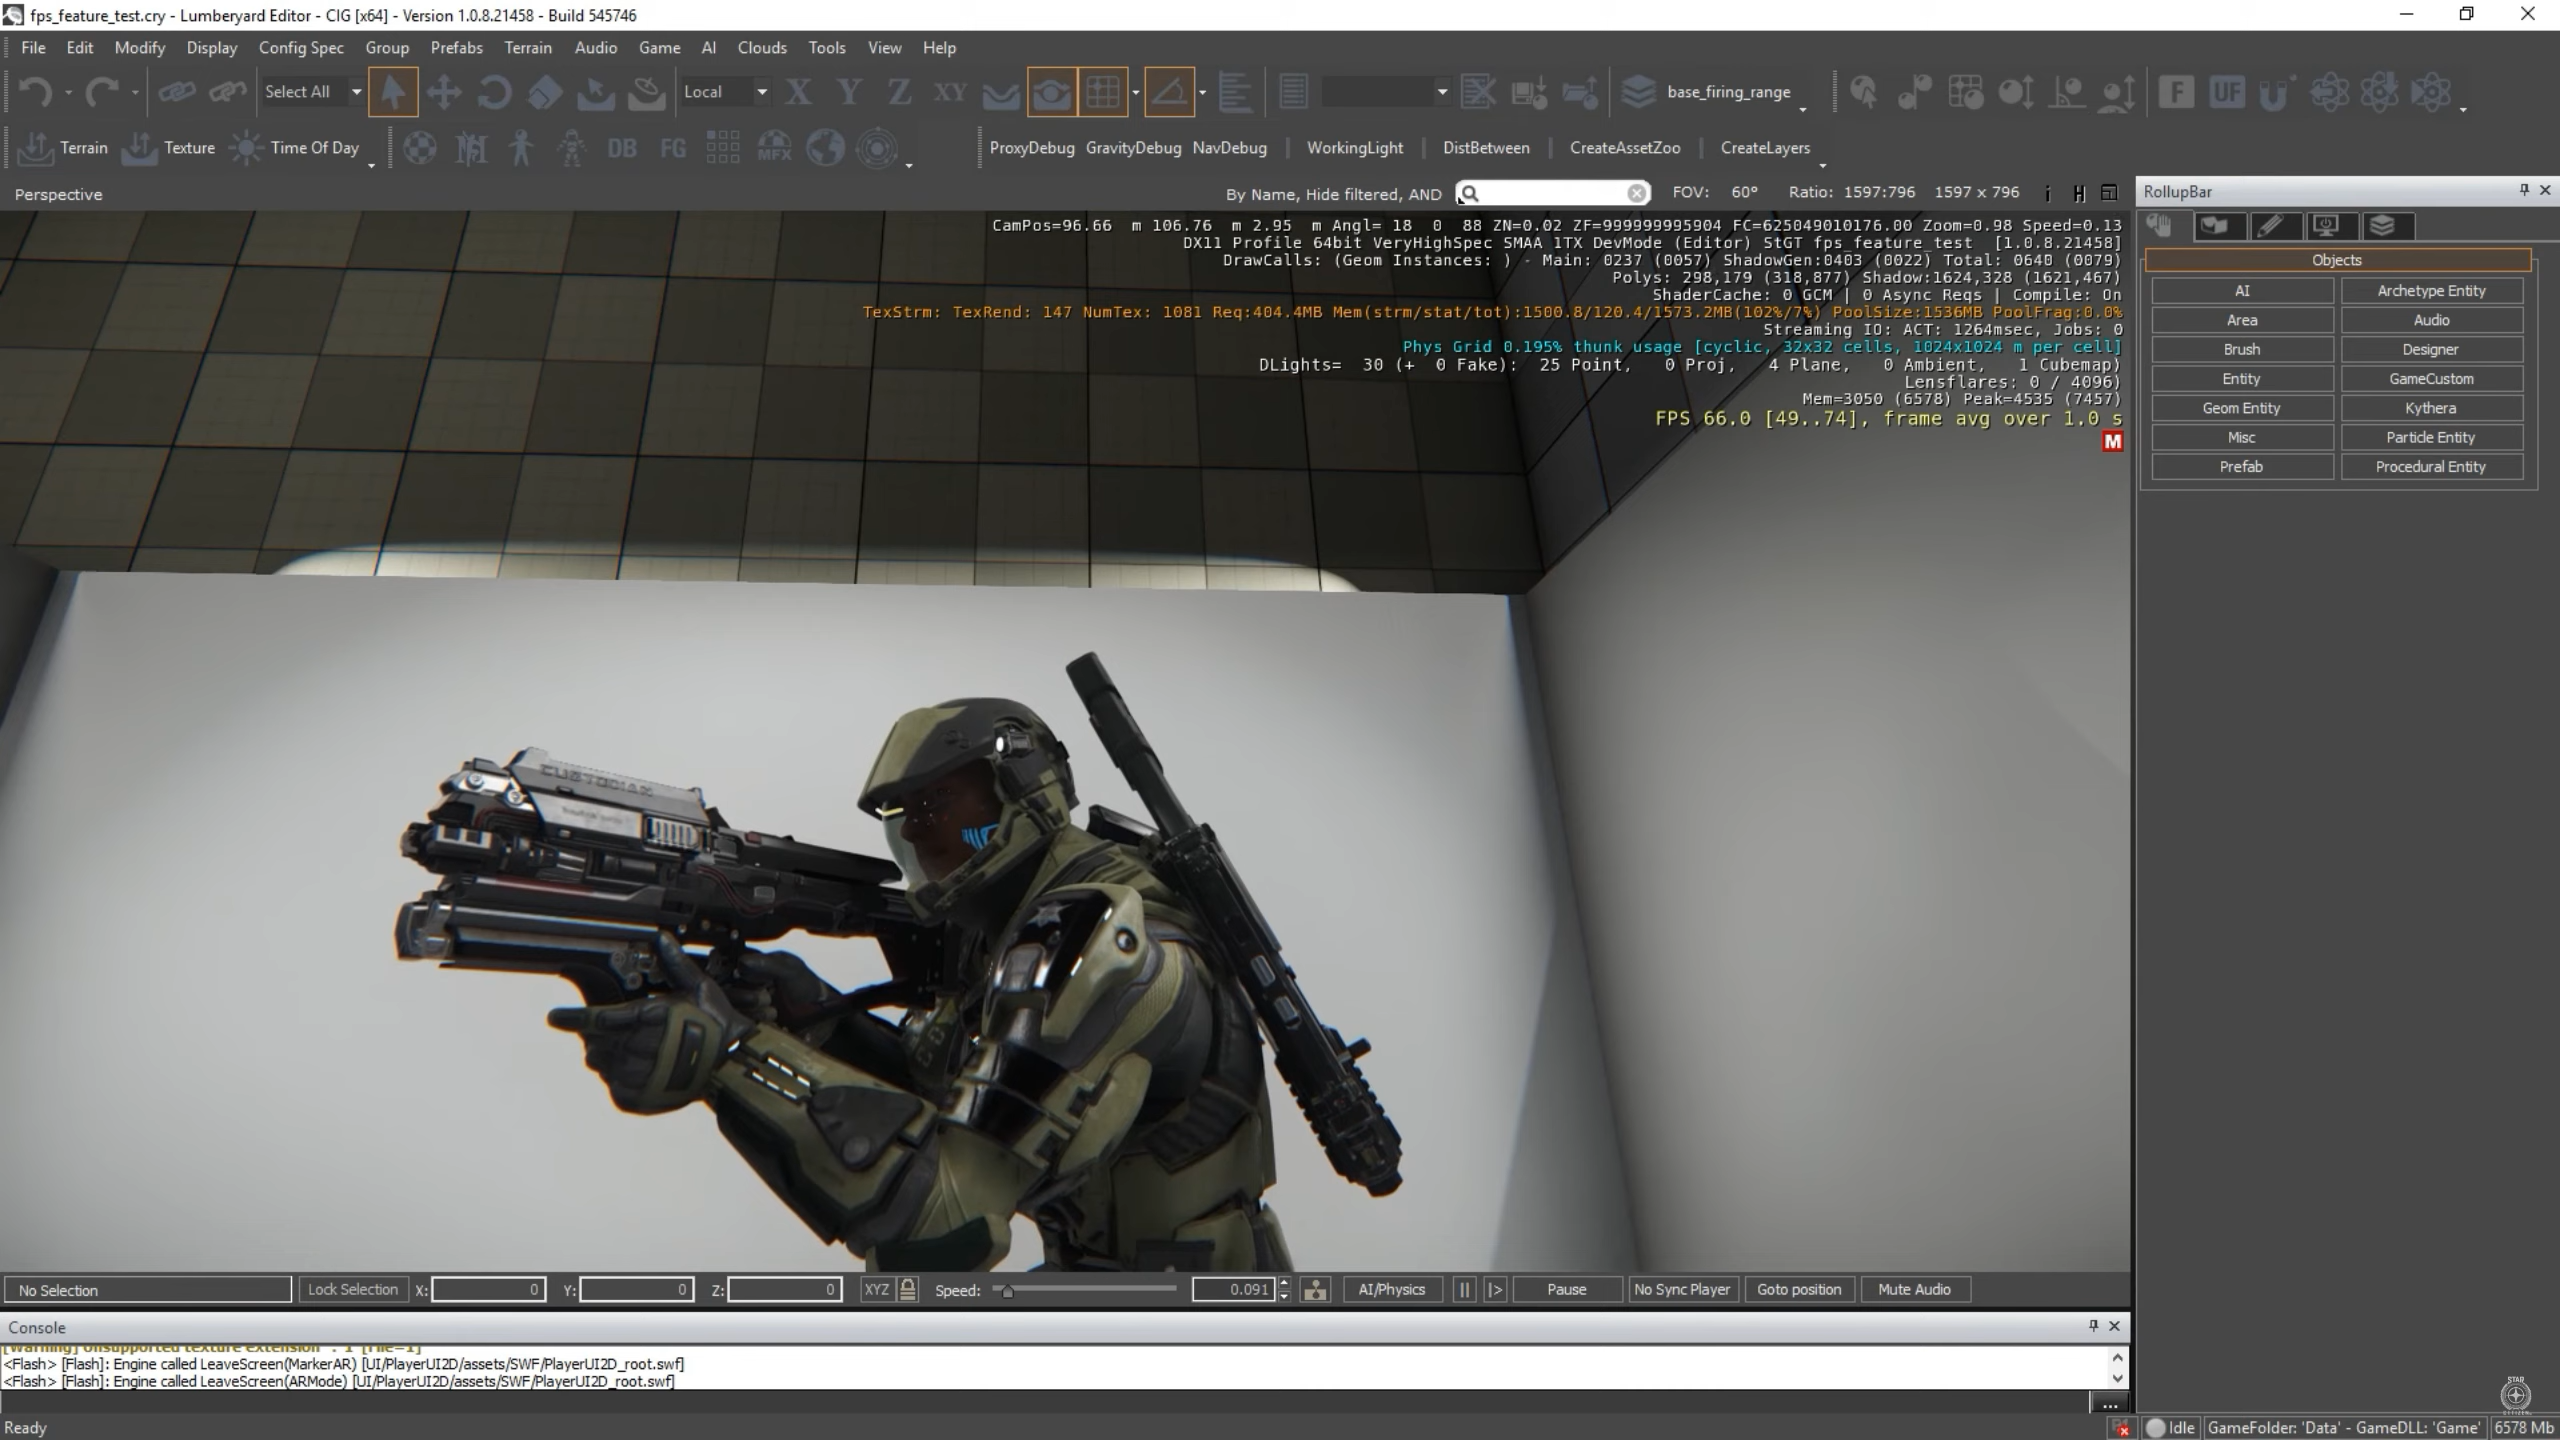 fps_feature_test.cry - Lumberyard Editor - CIG [x64] - Version 1.0.8.21458 - Build 545746
File Edit Modify Display Config Spec Group Prefabs Terrain Audio Game AI Clouds Tools View Help
Select All Local X Y Z XY base_firing_range F UF
Terrain Texture Time Of Day DB FG MFX ProxyDebug GravityDebug NavDebug WorkingLight DistBetween CreateAssetZoo CreateLayers
Perspective By Name, Hide filtered, AND FOV: 60° Ratio: 1597:796 1597 x 796 i H
RollupBar
CamPos=96.66 m 106.76 m 2.95 m Angl= 18 0 88 ZN=0.02 ZF=999999995904 FC=625049010176.00 Zoom=0.98 Speed=0.13
DX11 Profile 64bit VeryHighSpec SMAA 1TX DevMode (Editor) StGT fps_feature_test [1.0.8.21458]
DrawCalls: (Geom Instances: ) - Main: 0237 (0057) ShadowGen:0403 (0022) Total: 0640 (0079)
Polys: 298,179 (318,877) Shadow:1624,328 (1621,467)
ShaderCache: 0 GCM | 0 Async Reqs | Compile: On
TexStrm: TexRend: 147 NumTex: 1081 Req:404.4MB Mem(strm/stat/tot):1500.8/120.4/1573.2MB(102%/7%) PoolSize:1536MB PoolFrag:0.0%
Streaming IO: ACT: 1264msec, Jobs: 0
Phys Grid 0.195% thunk usage [cyclic, 32x32 cells, 1024x1024 m per cell]
DLights= 30 (+ 0 Fake): 25 Point, 0 Proj, 4 Plane, 0 Ambient, 1 Cubemap)
Lensflares: 0 / 4096)
Mem=3050 (6578) Peak=4535 (7457)
FPS 66.0 [49..74], frame avg over 1.0 s
M
Objects
AI Archetype Entity
Area Audio
Brush Designer
Entity GameCustom
Geom Entity Kythera
Misc Particle Entity
Prefab Procedural Entity
CUSTODIAN
No Selection Lock Selection X: 0 Y: 0 Z: 0 XYZ Speed: 0.091 AI/Physics Pause No Sync Player Goto position Mute Audio
Console
[Warning] Unsupported texture extension '. 1 [File=1]
<Flash> [Flash]: Engine called LeaveScreen(MarkerAR) [UI/PlayerUI2D/assets/SWF/PlayerUI2D_root.swf]
<Flash> [Flash]: Engine called LeaveScreen(ARMode) [UI/PlayerUI2D/assets/SWF/PlayerUI2D_root.swf]
...
STAR
Ready Idle GameFolder: 'Data' - GameDLL: 'Game' 6578 Mb